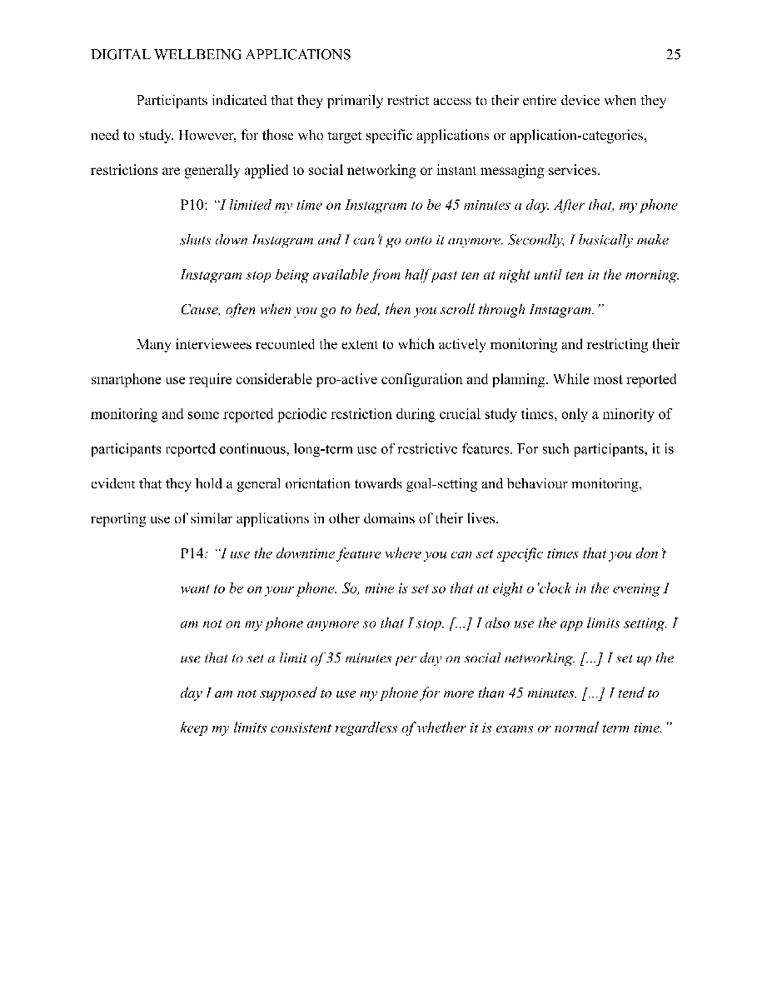 DIGITAL WELLBEING APPLICATIONS 25
Participants indicated that they primarily restrict access to their entire device when they
need to study. However, for those who target specific applications or application-categories,
restrictions are generally applied to social networking or instant messaging services.
P10: “I limited my time on Instagram to be 45 minutes a day. After that, my phone
shuts down Instagram and I can’t go onto it anymore. Secondly, I basically make
Instagram stop being available from half past ten at night until ten in the morning.
Cause, often when you go to bed, then you scroll through Instagram.”
Many interviewees recounted the extent to which actively monitoring and restricting their
smartphone use require considerable pro-active configuration and planning. While most reported
monitoring and some reported periodic restriction during crucial study times, only a minority of
participants reported continuous, long-term use of restrictive features. For such participants, it is
evident that they hold a general orientation towards goal-setting and behaviour monitoring,
reporting use of similar applications in other domains of their lives.
P14: “I use the downtime feature where you can set specific times that you don’t
want to be on your phone. So, mine is set so that at eight o’clock in the evening I
am not on my phone anymore so that I stop. [...] I also use the app limits setting. I
use that to set a limit of 35 minutes per day on social networking. [...] I set up the
day I am not supposed to use my phone for more than 45 minutes. [...] I tend to
keep my limits consistent regardless of whether it is exams or normal term time.”